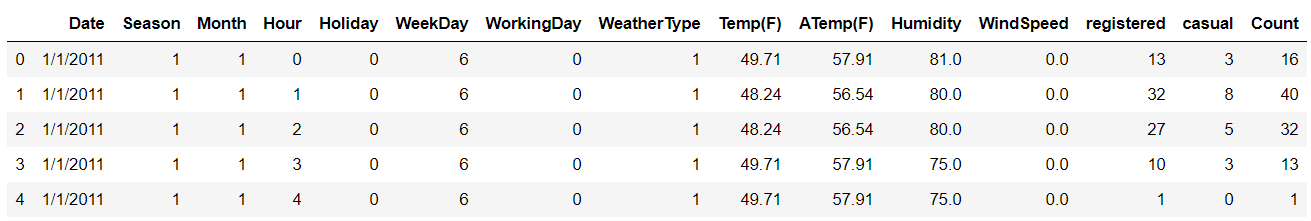 Date Season Month Hour Holiday WeekDay WorkingDay WeatherType Temp(F) ATemp(F) Humidity WindSpeed registered casual Count
0 1/1/2011 1 1 0 0 6 0 1 49.71 57.91 81.0 0.0 13 3 16
1 1/1/2011 1 1 1 0 6 0 1 48.24 56.54 80.0 0.0 32 8 40
2 1/1/2011 1 1 2 0 6 0 1 48.24 56.54 80.0 0.0 27 5 32
3 1/1/2011 1 1 3 0 6 0 1 49.71 57.91 75.0 0.0 10 3 13
4 1/1/2011 1 1 4 0 6 0 1 49.71 57.91 75.0 0.0 1 0 1